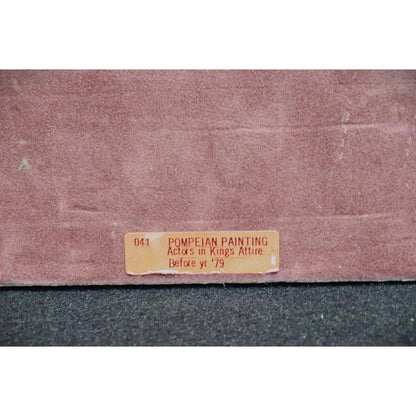 041 POMPEIAN PAINTING
Actors in Kings Attire
Before yr '79